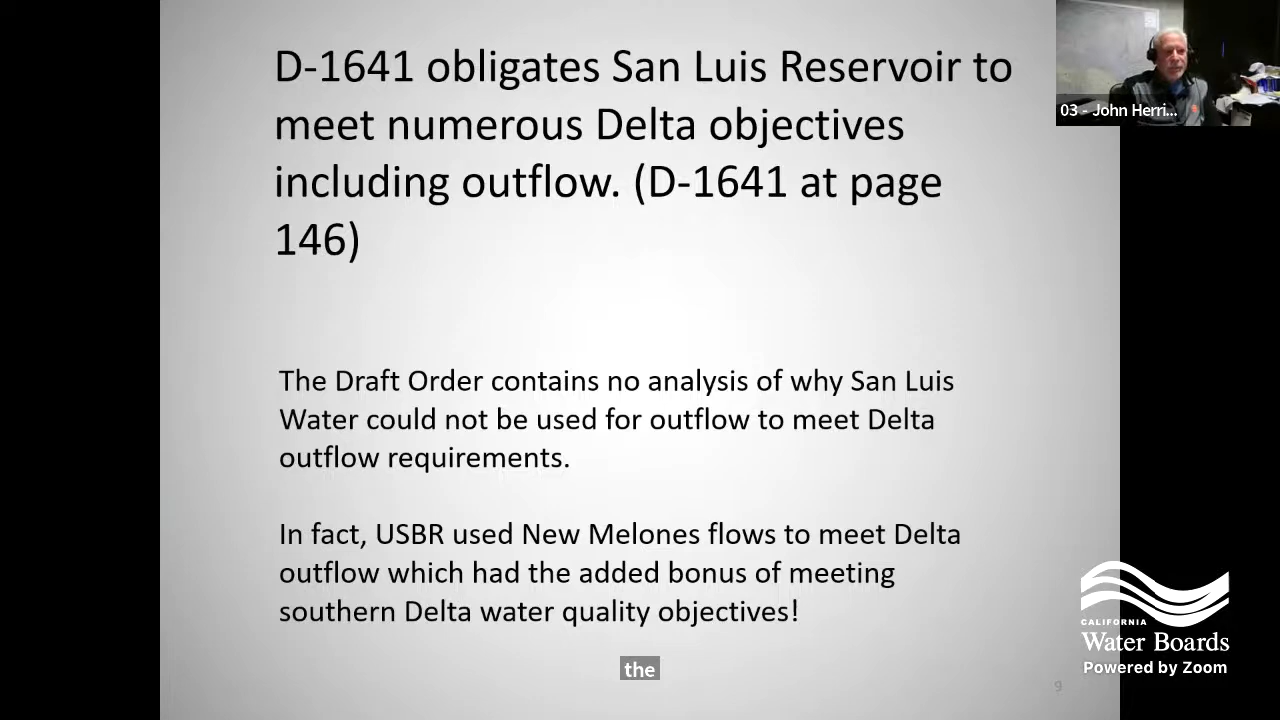 D-1641 obligates San Luis Reservoir to
meet numerous Delta objectives
including outflow. (D-1641 at page
146)
03 - John Herri...
The Draft Order contains no analysis of why San Luis
Water could not be used for outflow to meet Delta
outflow requirements.
In fact, USBR used New Melones flows to meet Delta
outflow which had the added bonus of meeting
southern Delta water quality objectives!
the
9
CALIFORNIA
Water Boards
Powered by Zoom